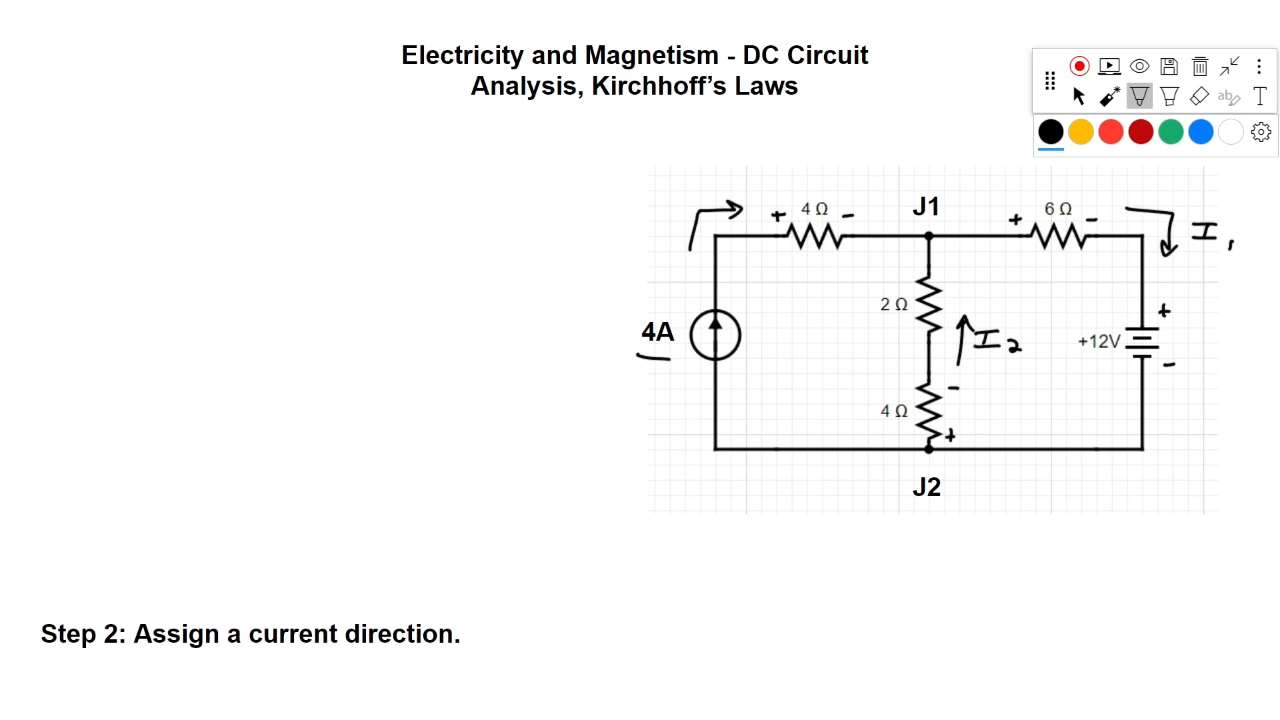 Electricity and Magnetism - DC Circuit
Analysis, Kirchhoff's Laws
ab
T
+ 4 Ω -
J1
+ 6 Ω -
I₁
2 Ω
4A
I₂
+
+12V
-
-
4 Ω
+
J2
Step 2: Assign a current direction.